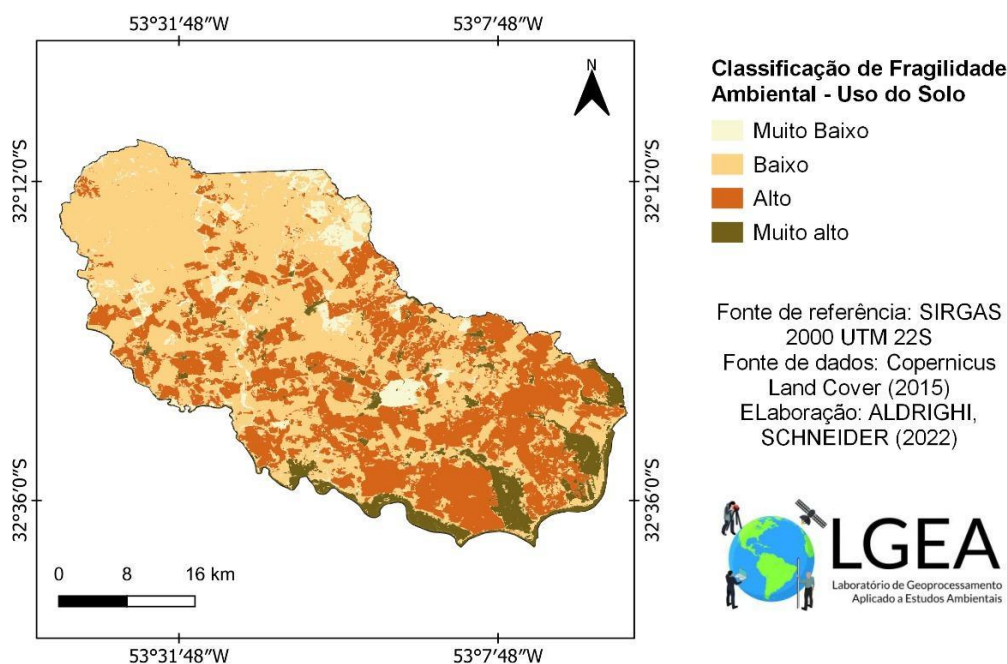 53°31′48″W 53°7′48″W
N
32°12′0″S 32°12′0″S
32°36′0″S 32°36′0″S
0 8 16 km
53°31′48″W 53°7′48″W
Classificação de Fragilidade
Ambiental - Uso do Solo
Muito Baixo
Baixo
Alto
Muito alto
Fonte de referência: SIRGAS
2000 UTM 22S
Fonte de dados: Copernicus
Land Cover (2015)
ELaboração: ALDRIGHI,
SCHNEIDER (2022)
LGEA
Laboratório de Geoprocessamento
Aplicado a Estudos Ambientais